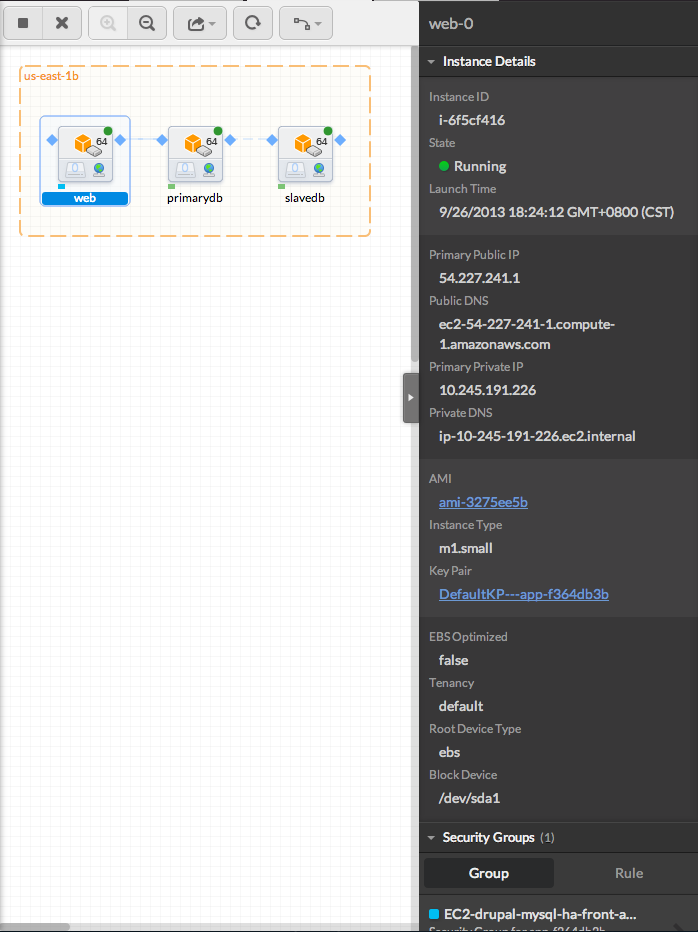 us-east-1b
64
64
64
web
primarydb
slavedb
web-0
Instance Details
Instance ID
i-6f5cf416
State
Running
Launch Time
9/26/2013 18:24:12 GMT+0800 (CST)
Primary Public IP
54.227.241.1
Public DNS
ec2-54-227-241-1.compute-
1.amazonaws.com
Primary Private IP
10.245.191.226
Private DNS
ip-10-245-191-226.ec2.internal
AMI
ami-3275ee5b
Instance Type
m1.small
Key Pair
DefaultKP---app-f364db3b
EBS Optimized
false
Tenancy
default
Root Device Type
ebs
Block Device
/dev/sda1
Security Groups (1)
Group Rule
EC2-drupal-mysql-ha-front-a...
Security Group for app-f364db3b